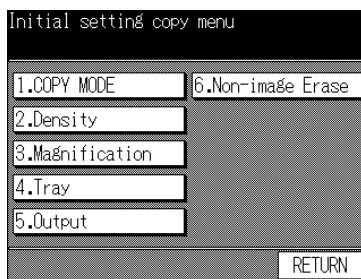 Initial setting copy menu
1.COPY MODE
2.Density
3.Magnification
4.Tray
5.Output
6.Non-image Erase
RETURN